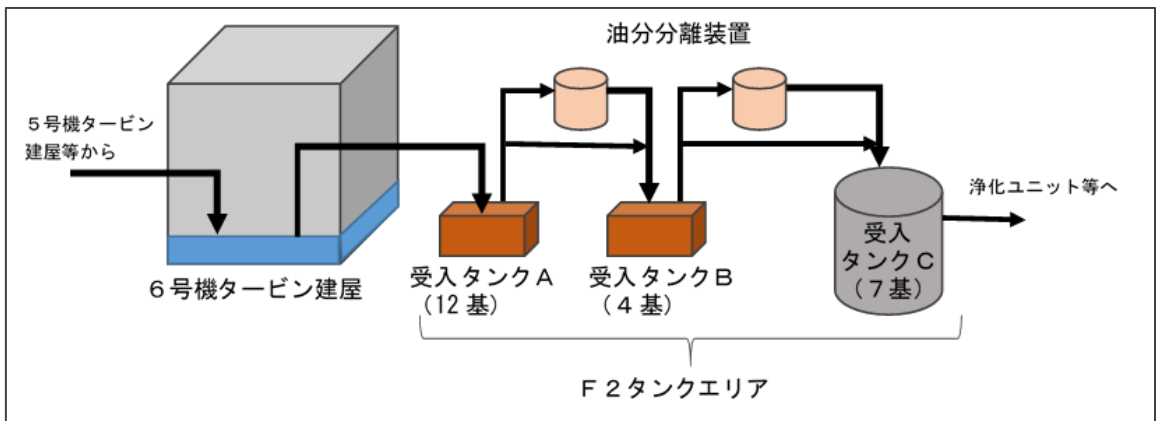 油分分離装置
５号機タービン
建屋等から
浄化ユニット等へ
６号機タービン建屋
受入タンクＡ
（12 基）
受入タンクＢ
（４基）
受入
タンクＣ
（７基）
Ｆ２タンクエリア